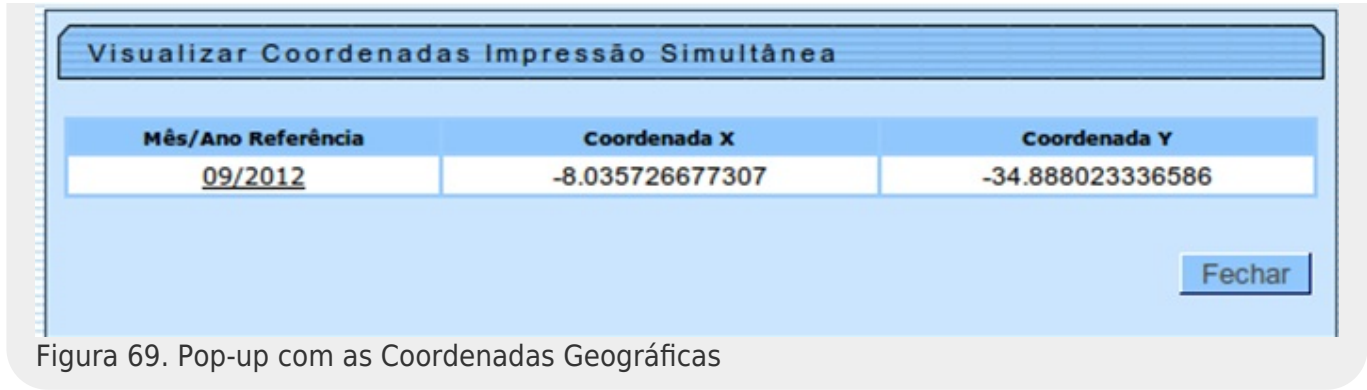 Visualizar Coordenadas Impressão Simultânea
Mês/Ano Referência Coordenada X Coordenada Y
09/2012 -8.035726677307 -34.888023336586
Fechar
Figura 69. Pop-up com as Coordenadas Geográficas